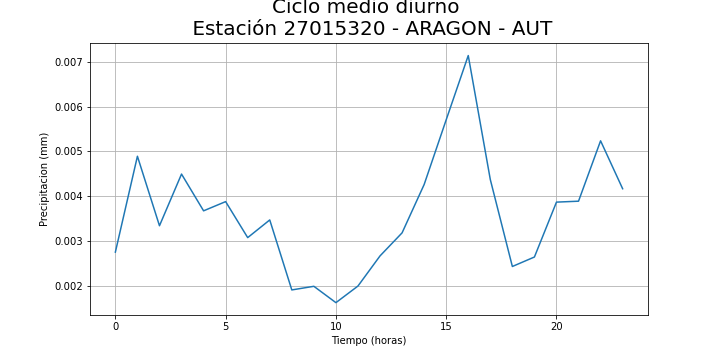 Ciclo medio diurno
Estación 27015320 - ARAGON - AUT
0.007
0.006
0.005
0.004
0.003
0.002
Precipitacion (mm)
0
5
10
15
20
Tiempo (horas)